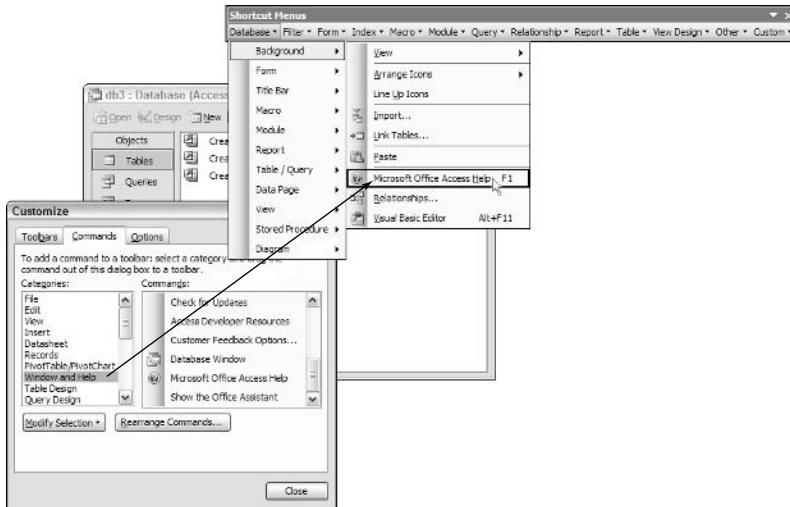 Shortcut Menus
Database Filter Form Index Macro Module Query Relationship Report Table View Design Other Custom
Background
Form
Title Bar
Macro
Module
Report
Table / Query
Data Page
View
Stored Procedure
Diagram
View
Arrange Icons
Line Up Icons
Import...
Link Tables...
Paste
Microsoft Office Access Help F1
Relationships...
Visual Basic Editor Alt+F11
db3 : Database (Access
Open Design New
Objects
Tables
Queries
Crea
Crea
Crea
Customize
Toolbars Commands Options
To add a command to a toolbar: select a category and drag the
command out of this dialog box to a toolbar.
Categories:
File
Edit
View
Insert
Datasheet
Records
PivotTable/PivotChart
Window and Help
Table Design
Query Design
Commands:
Check for Updates
Access Developer Resources
Customer Feedback Options...
Database Window
Microsoft Office Access Help
Show the Office Assistant
Modify Selection
Rearrange Commands...
Close